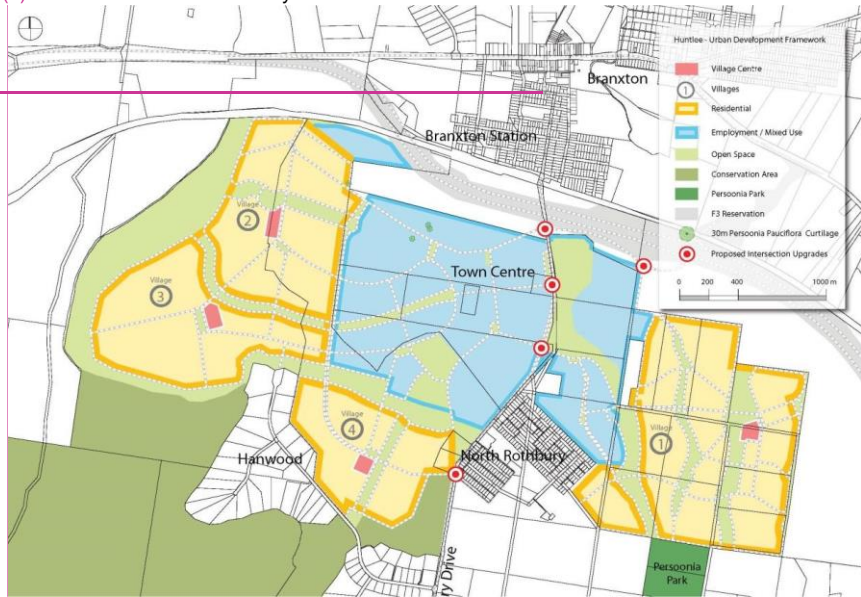 Huntlee - Urban Development Framework
Village Centre
1
Villages
Residential
Employment / Mixed Use
Open Space
Conservation Area
Persoonia Park
F3 Reservation
30m Persoonia Pauciflora Curtilage
Proposed Intersection Upgrades
0 200 400 1000 m
Branxton
Branxton Station
Village
2
Town Centre
Village
3
Village
4
Village
1
Hanwood
North Rothbury
Persoonia
Park